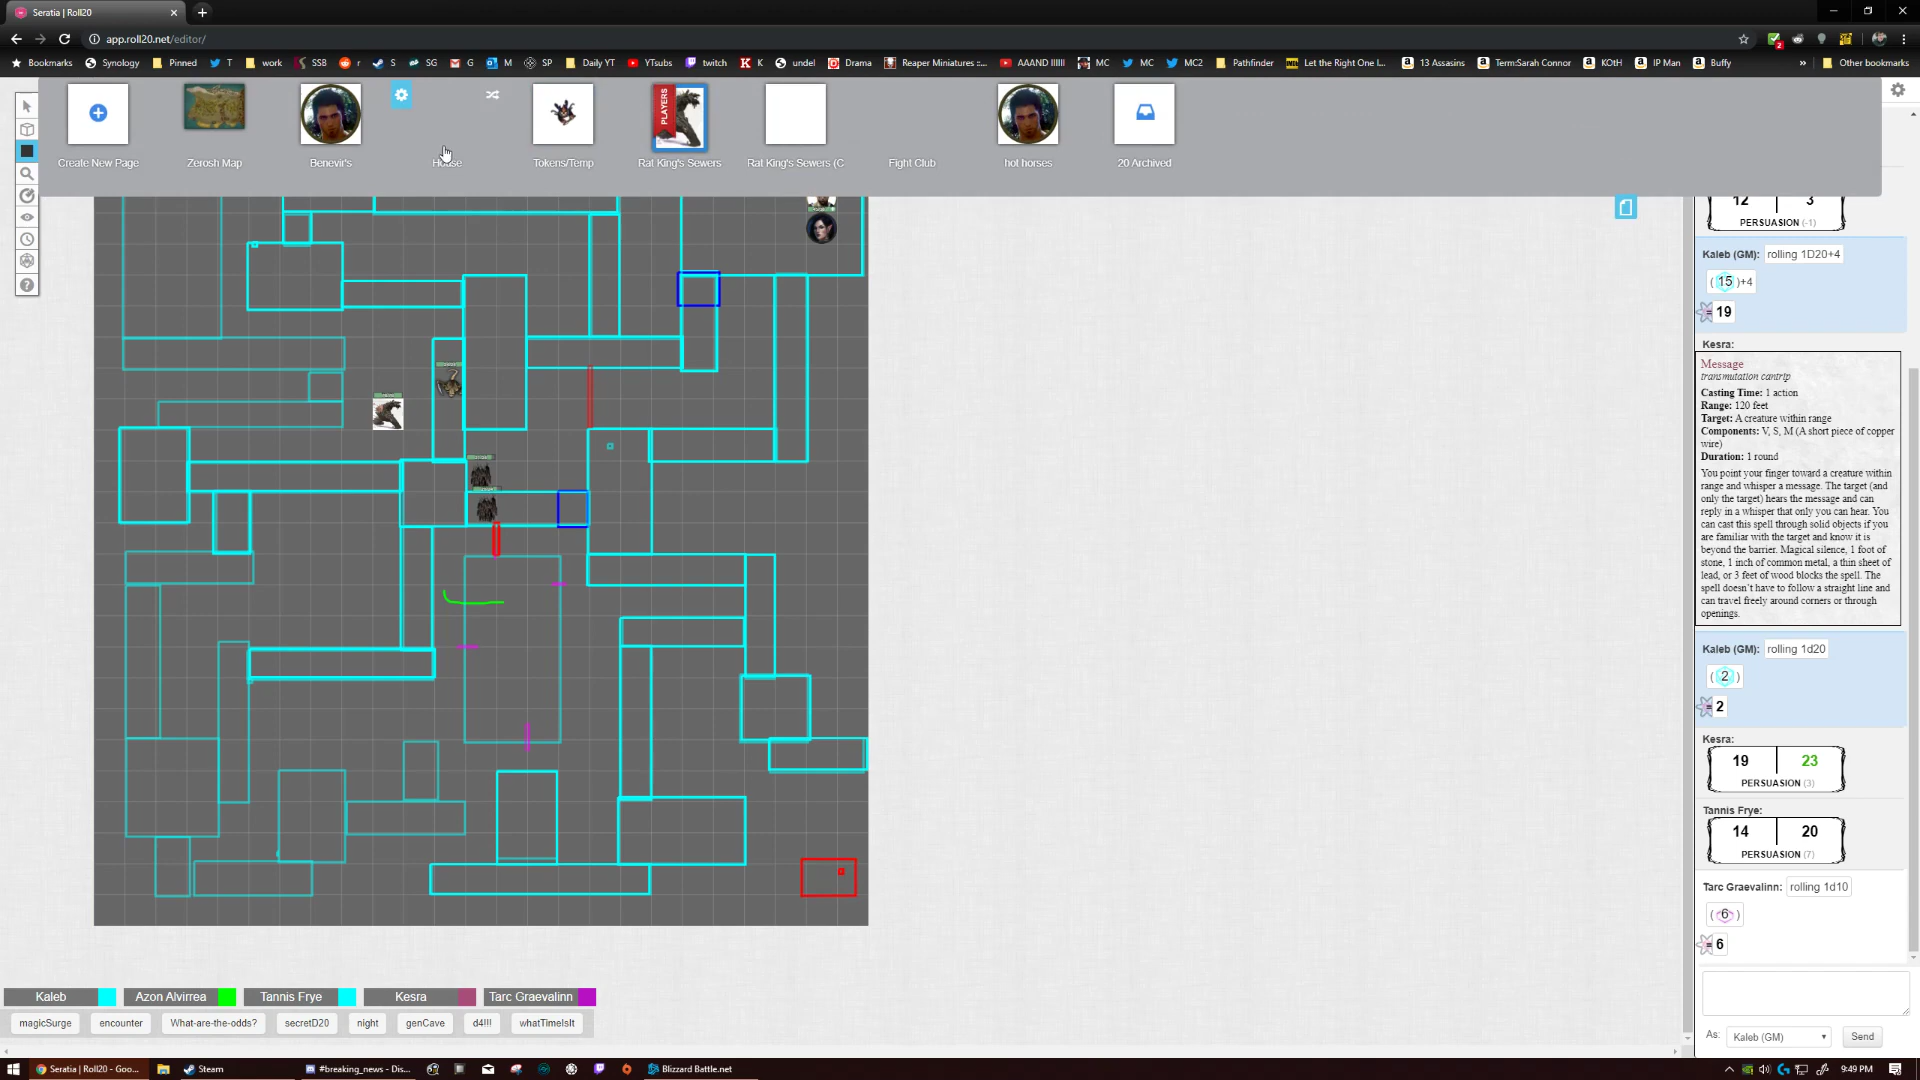 Seratia | Roll20
app.roll20.net/editor/
Bookmarks Synology Pinned T work SSB r S SG G M SP Daily YT YTsubs twitch K undel Drama Reaper Miniatures ::... AAAND IIIIII MC MC MC2 Pathfinder Let the Right One I... 13 Assasins Term:Sarah Connor KOtH IP Man Buffy » Other bookmarks
PLAYERS
Create New Page Zerosh Map Benevir's House Tokens/Temp Rat King's Sewers Rat King's Sewers (C Fight Club hot horses 20 Archived
12 3
PERSUASION (-1)
Kaleb (GM): rolling 1D20+4
(15)+4
=19
Kesra:
Message
transmutation cantrip
Casting Time: 1 action
Range: 120 feet
Target: A creature within range
Components: V, S, M (A short piece of copper
wire)
Duration: 1 round
You point your finger toward a creature within
range and whisper a message. The target (and
only the target) hears the message and can
reply in a whisper that only you can hear. You
can cast this spell through solid objects if you
are familiar with the target and know it is
beyond the barrier. Magical silence, 1 foot of
stone, 1 inch of common metal, a thin sheet of
lead, or 3 feet of wood blocks the spell. The
spell doesn't have to follow a straight line and
can travel freely around corners or through
openings.
Kaleb (GM): rolling 1d20
(2)
=2
Kesra:
19 23
PERSUASION (3)
Tannis Frye:
14 20
PERSUASION (7)
Tarc Graevalinn: rolling 1d10
(6)
=6
Kaleb Azon Alvirrea Tannis Frye Kesra Tarc Graevalinn
magicSurge encounter What-are-the-odds? secretD20 night genCave d4!!! whatTimeIsIt
As: Kaleb (GM) Send
Seratia | Roll20 - Goo... Steam #breaking_news - Dis... Blizzard Battle.net 9:49 PM